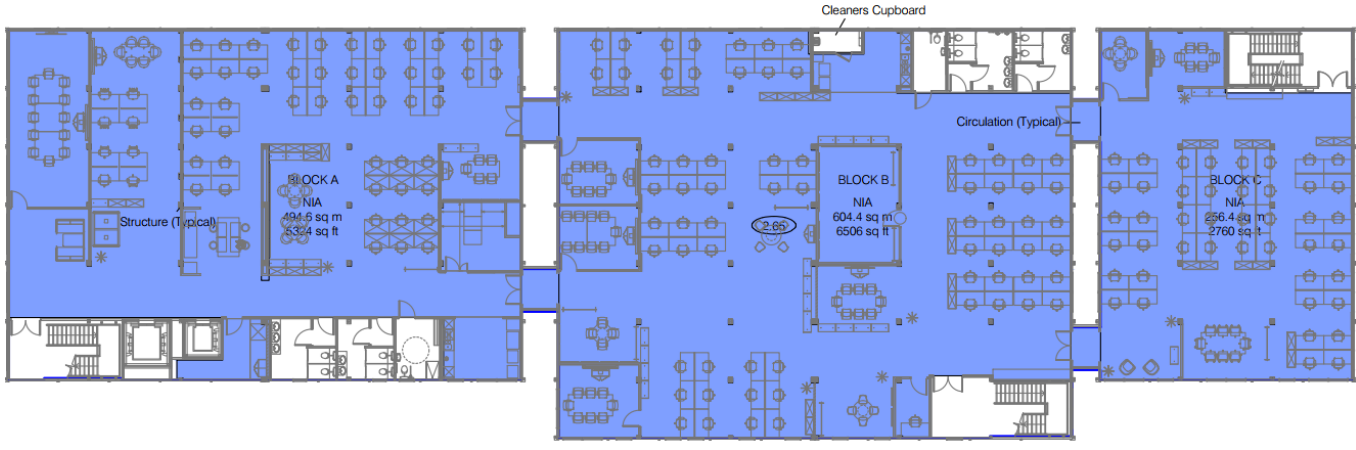 Cleaners Cupboard
Circulation (Typical)
BLOCK A
NIA
494.6 sq m
5324 sq ft
Structure (Typical)
BLOCK B
NIA
604.4 sq m
6506 sq ft
2.65
BLOCK C
NIA
256.4 sq m
2760 sq ft